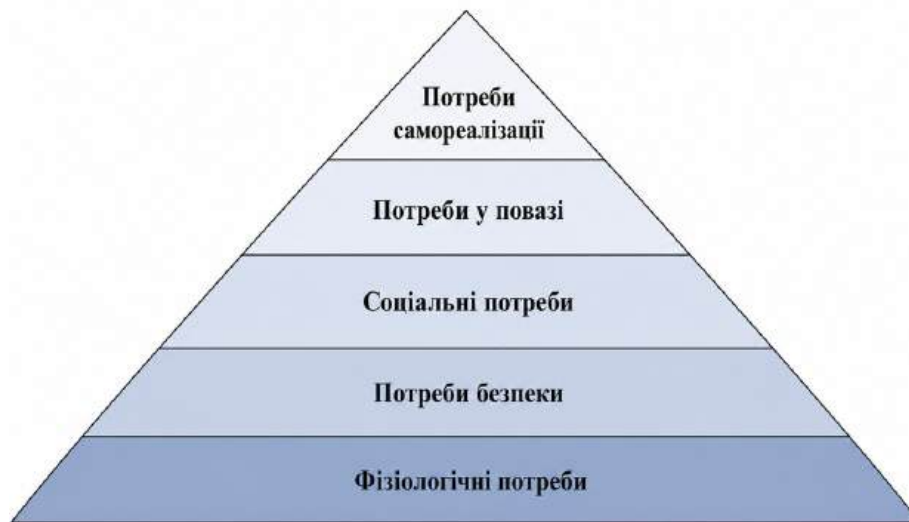 Потреби
самореалізації
Потреби у повазі
Соціальні потреби
Потреби безпеки
Фізіологічні потреби